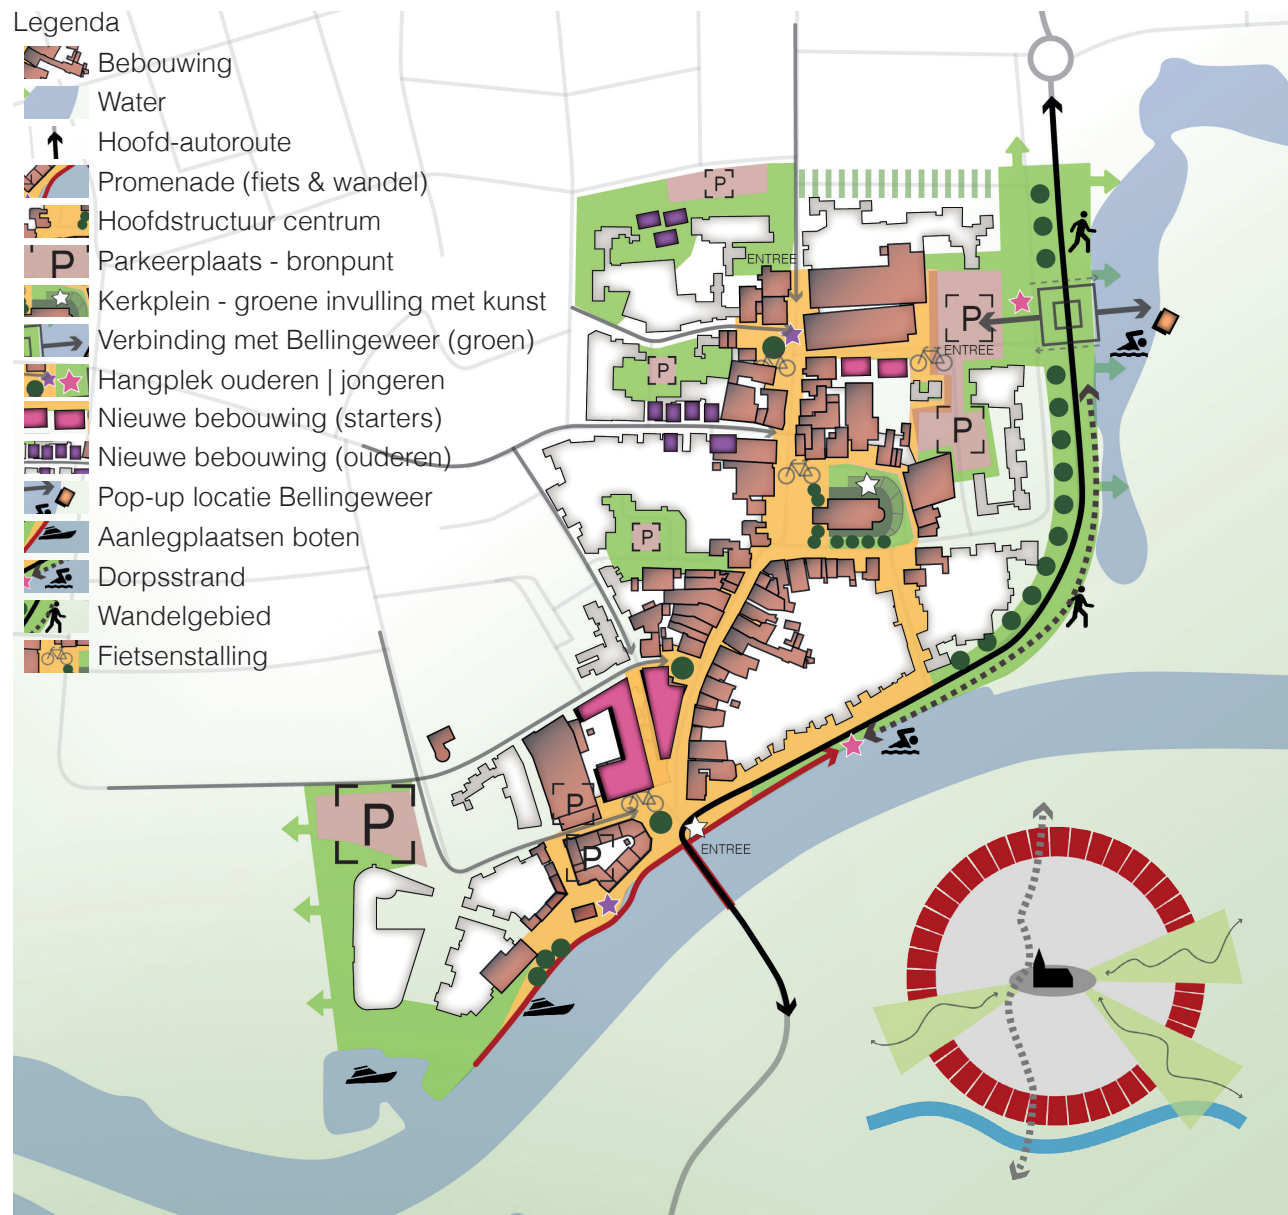 Legenda
Bebouwing
Water
Hoofd-autoroute
Promenade (fiets & wandel)
Hoofdstructuur centrum
P Parkeerplaats - bronpunt
Kerkplein - groene invulling met kunst
Verbinding met Bellingeweer (groen)
Hangplek ouderen | jongeren
Nieuwe bebouwing (starters)
Nieuwe bebouwing (ouderen)
Pop-up locatie Bellingeweer
Aanlegplaatsen boten
Dorpsstrand
Wandelgebied
Fietsenstalling
P
ENTREE
P
ENTREE
P
P
P
P
P
P
ENTREE